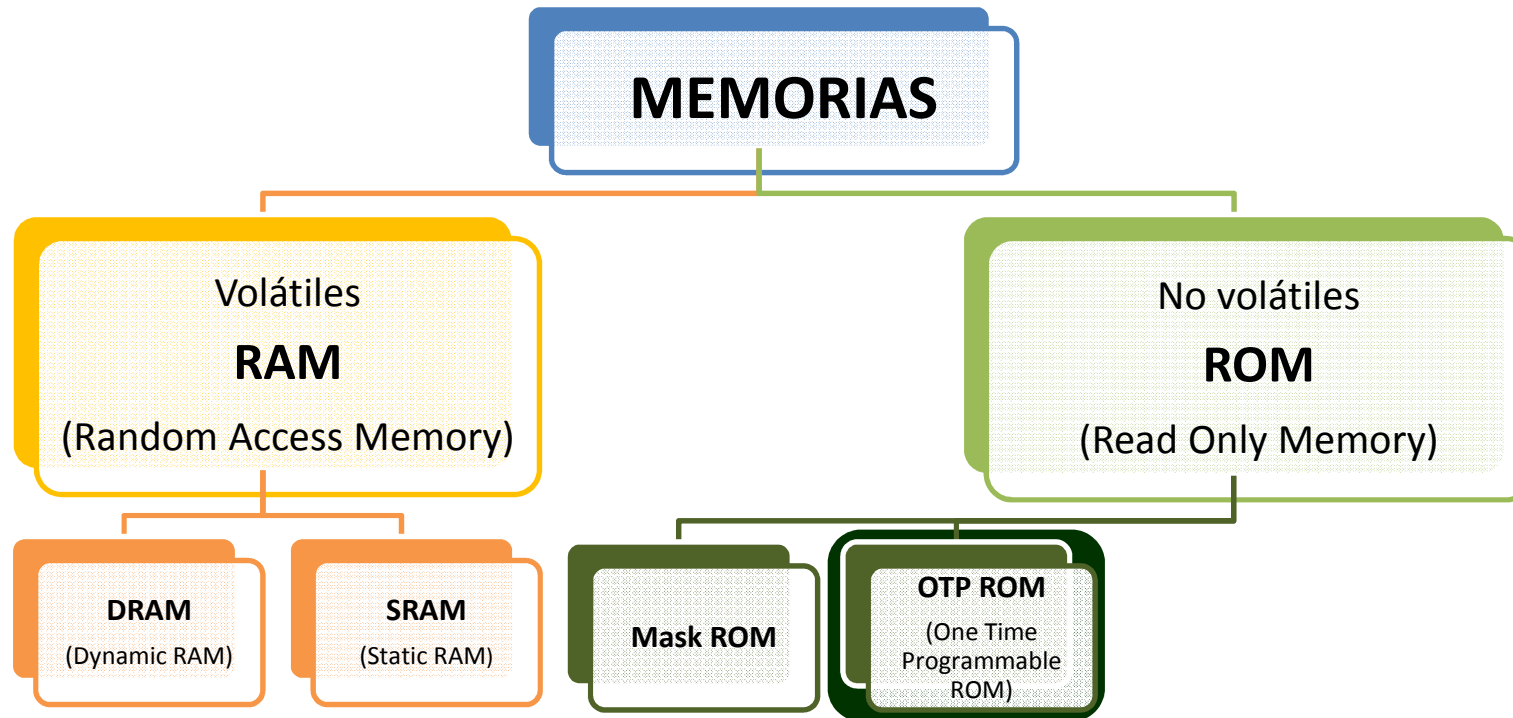 MEMORIAS
Volátiles
RAM
(Random Access Memory)
No volátiles
ROM
(Read Only Memory)
DRAM
(Dynamic RAM)
SRAM
(Static RAM)
Mask ROM
OTP ROM
(One Time
Programmable
ROM)